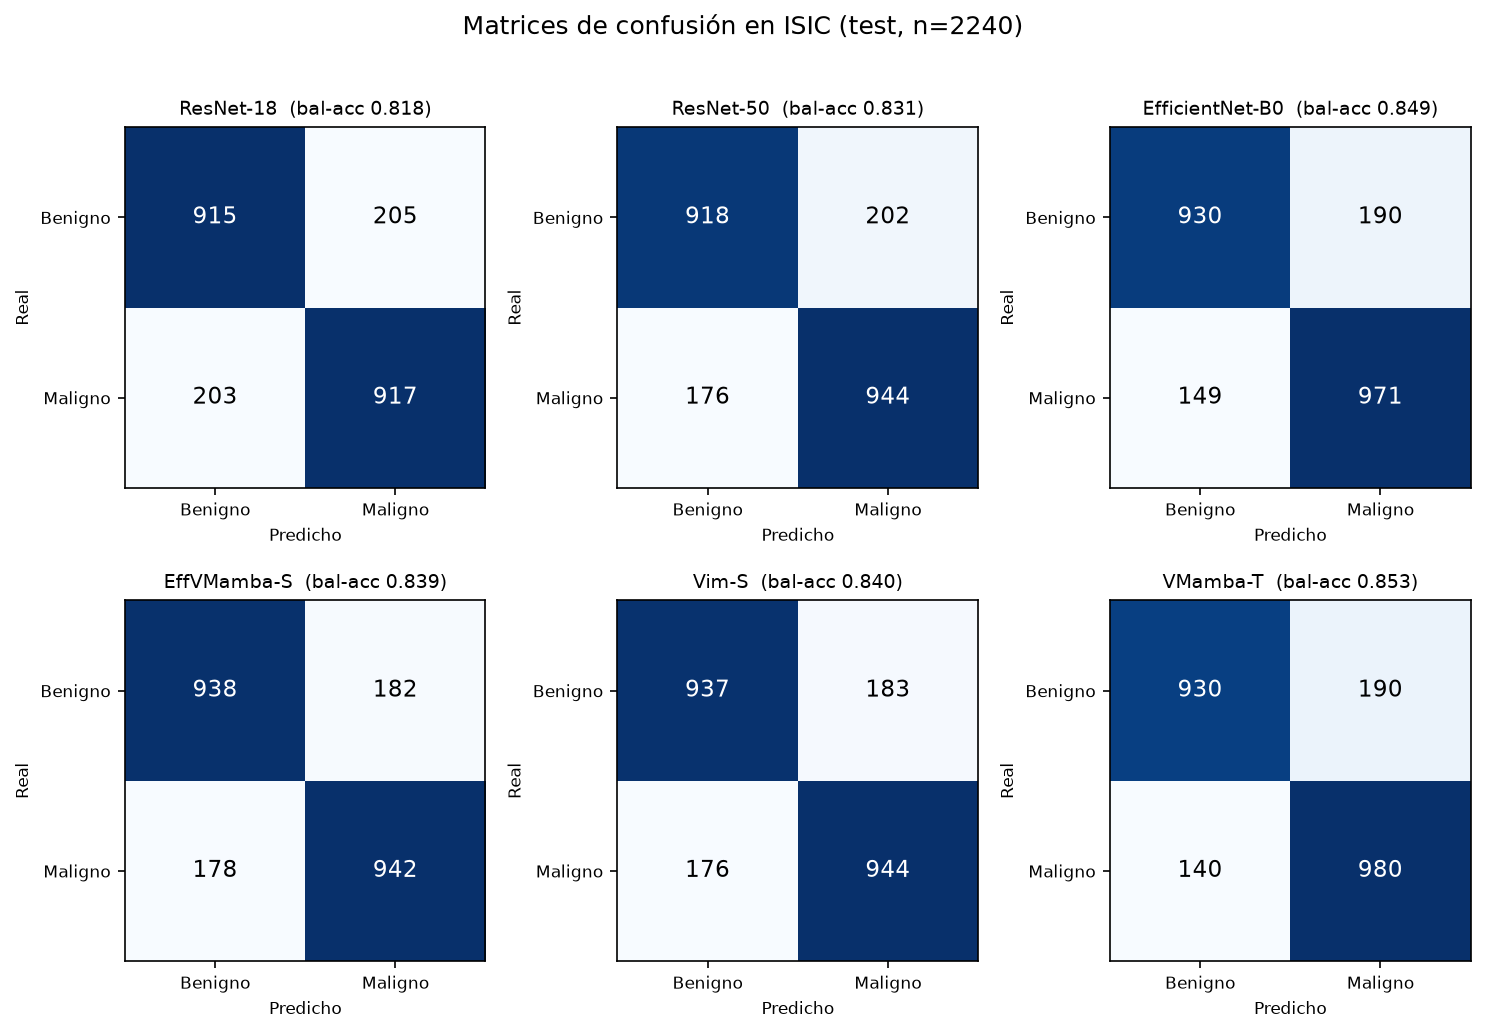 Matrices de confusión en ISIC (test, n=2240)
ResNet-18 (bal-acc 0.818)
Real
Benigno
915
205
Maligno
203
917
Benigno
Maligno
Predicho
ResNet-50 (bal-acc 0.831)
Real
Benigno
918
202
Maligno
176
944
Benigno
Maligno
Predicho
EfficientNet-B0 (bal-acc 0.849)
Real
Benigno
930
190
Maligno
149
971
Benigno
Maligno
Predicho
EffVMamba-S (bal-acc 0.839)
Real
Benigno
938
182
Maligno
178
942
Benigno
Maligno
Predicho
Vim-S (bal-acc 0.840)
Real
Benigno
937
183
Maligno
176
944
Benigno
Maligno
Predicho
VMamba-T (bal-acc 0.853)
Real
Benigno
930
190
Maligno
140
980
Benigno
Maligno
Predicho